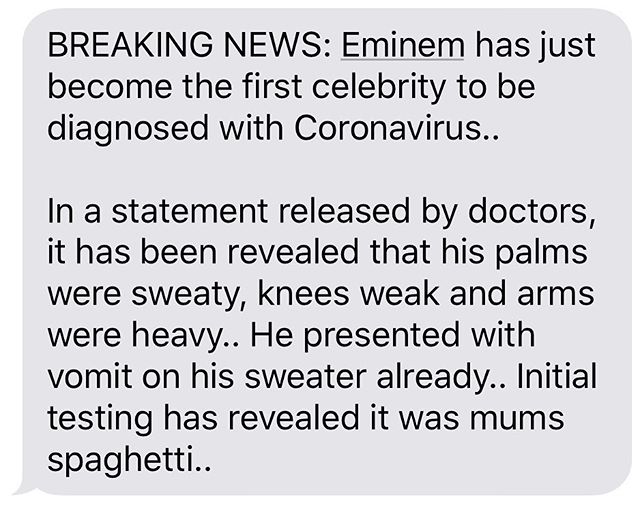 BREAKING NEWS: Eminem has just
become the first celebrity to be
diagnosed with Coronavirus..
In a statement released by doctors,
it has been revealed that his palms
were sweaty, knees weak and arms
were heavy.. He presented with
vomit on his sweater already.. Initial
testing has revealed it was mums
spaghetti..